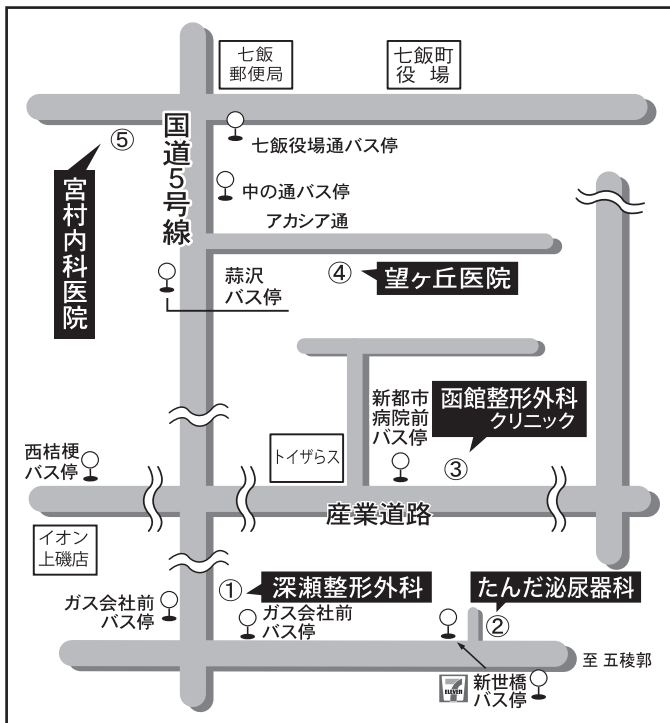 七飯
郵便局
七飯町
役場
国道5号線
⑤
七飯役場通バス停
宮村内科医院
中の通バス停
アカシア通
蒜沢
バス停
④
望ヶ丘医院
新都市
病院前
バス停
函館整形外科
クリニック
西桔梗
バス停
トイザらス
③
産業道路
イオン
上磯店
①
深瀬整形外科
たんだ泌尿器科
ガス会社前
バス停
ガス会社前
バス停
②
至 五稜郭
7
ELEVEN
新世橋
バス停